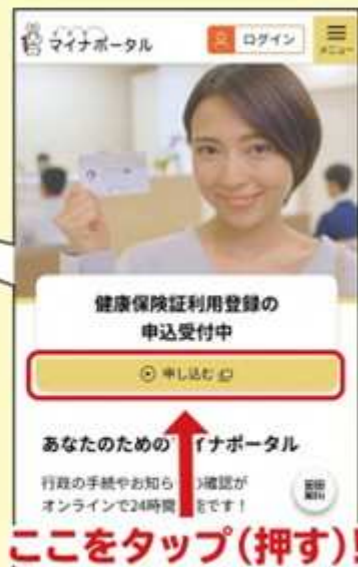 マイナポータル
ログイン
メニュー
健康保険証利用登録の
申込受付中
申し込む
あなたのための イナポータル
行政の手続やお知ら の確認が
オンラインで24時間 能です！
ここをタップ(押す)!